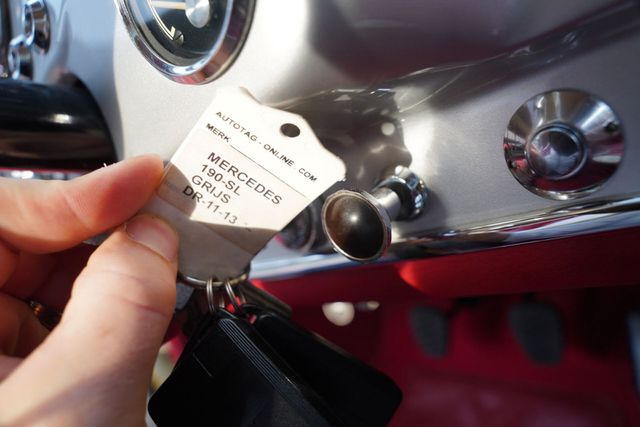 AUTOTAG-ONLINE.COM
MERK
MERCEDES
190-SL
GRIJS
DR-11-13